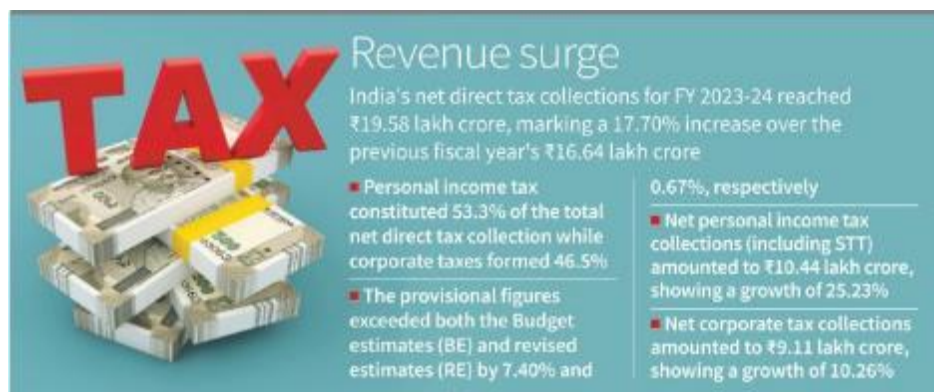 TAX
Revenue surge
India's net direct tax collections for FY 2023-24 reached
₹19.58 lakh crore, marking a 17.70% increase over the
previous fiscal year's ₹16.64 lakh crore
■ Personal income tax
constituted 53.3% of the total
net direct tax collection while
corporate taxes formed 46.5%
■ The provisional figures
exceeded both the Budget
estimates (BE) and revised
estimates (RE) by 7.40% and
0.67%, respectively
■ Net personal income tax
collections (including STT)
amounted to ₹10.44 lakh crore,
showing a growth of 25.23%
■ Net corporate tax collections
amounted to ₹9.11 lakh crore,
showing a growth of 10.26%